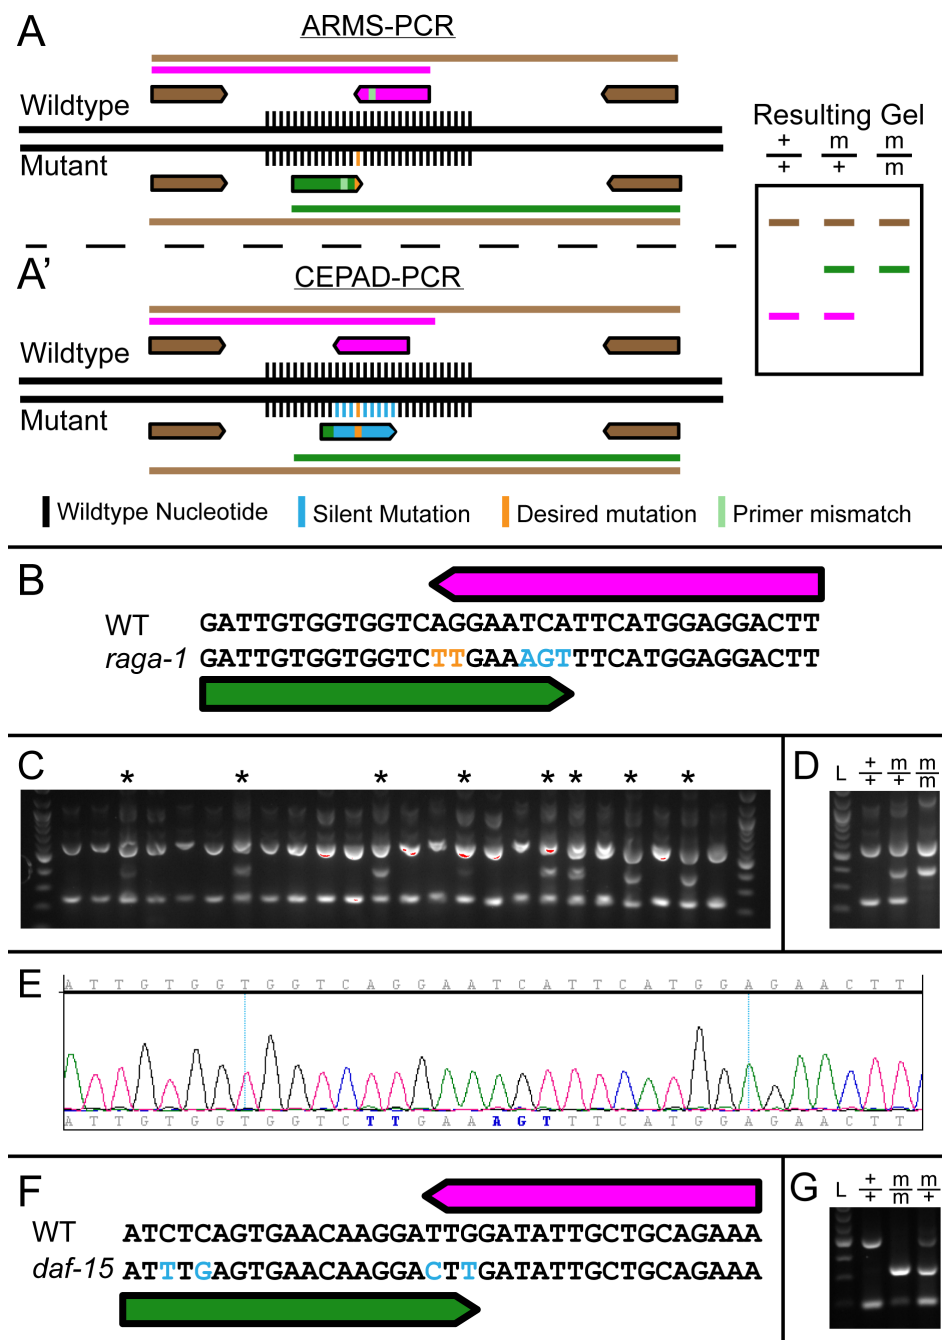 A
ARMS-PCR
Wildtype
Mutant
Resulting Gel
+ m m
+ + m
A'
CEPAD-PCR
Wildtype
Mutant
Wildtype Nucleotide
Silent Mutation
Desired mutation
Primer mismatch
B
WT GATTGTGGTGGTCAGGAATCATTCATGGAGGACTT
raga-1 GATTGTGGTGGTCTTGAAAGTTTCATGGAGGACTT
C
* * * * * * * *
D
L + m m
+ + m
E
A T T G T G G T G G T C A G G A A T C A T T C A T G G A G A A C T T
A T T G T G G T G G T C T T G A A A G T T T C A T G G A G A A C T T
F
WT ATCTCAGTGAACAAGGATTGGATATTGCTGCAGAAA
daf-15 ATTTGAGTGAACAAGGACTTGATATTGCTGCAGAAA
G
L + m m
+ m +